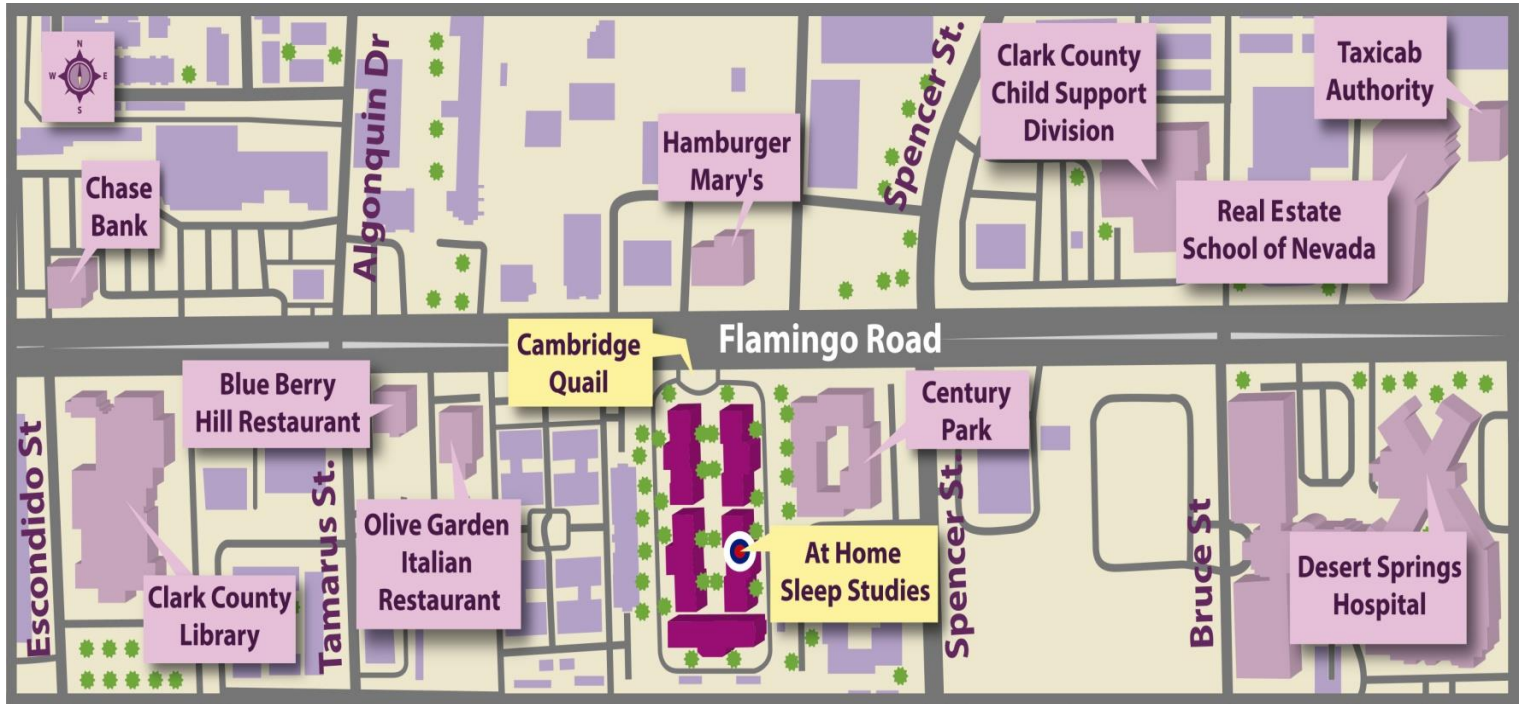 N
W
E
S
Algonquin Dr
Spencer St.
Clark County
Child Support
Division
Taxicab
Authority
Hamburger
Mary's
Chase
Bank
Real Estate
School of Nevada
Flamingo Road
Cambridge
Quail
Blue Berry
Hill Restaurant
Century
Park
Escondido St
Tamarus St.
Olive Garden
Italian
Restaurant
Clark County
Library
At Home
Sleep Studies
Spencer St.
Bruce St
Desert Springs
Hospital